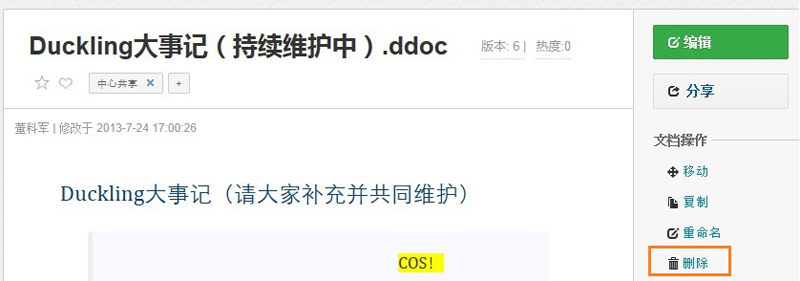 Duckling大事记（持续维护中）.ddoc
版本: 6 | 热度:0
中心共享 × +
董科军 | 修改于 2013-7-24 17:00:26
Duckling大事记（请大家补充并共同维护）
COS!
编辑
分享
文档操作
移动
复制
重命名
删除